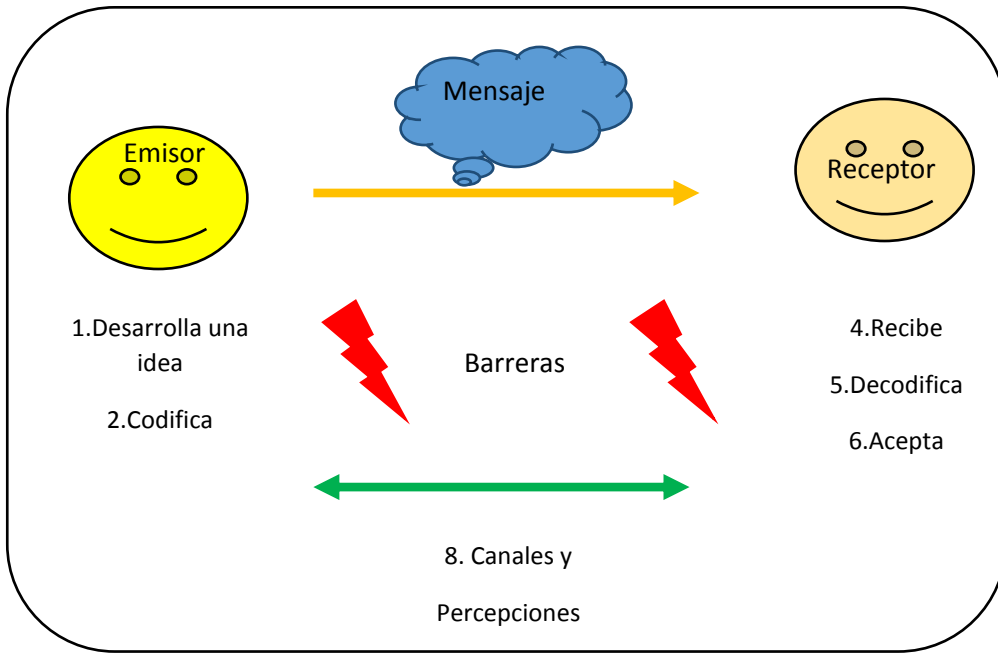 Mensaje
Emisor
Receptor
1.Desarrolla una
idea
2.Codifica
Barreras
4.Recibe
5.Decodifica
6.Acepta
8. Canales y
Percepciones